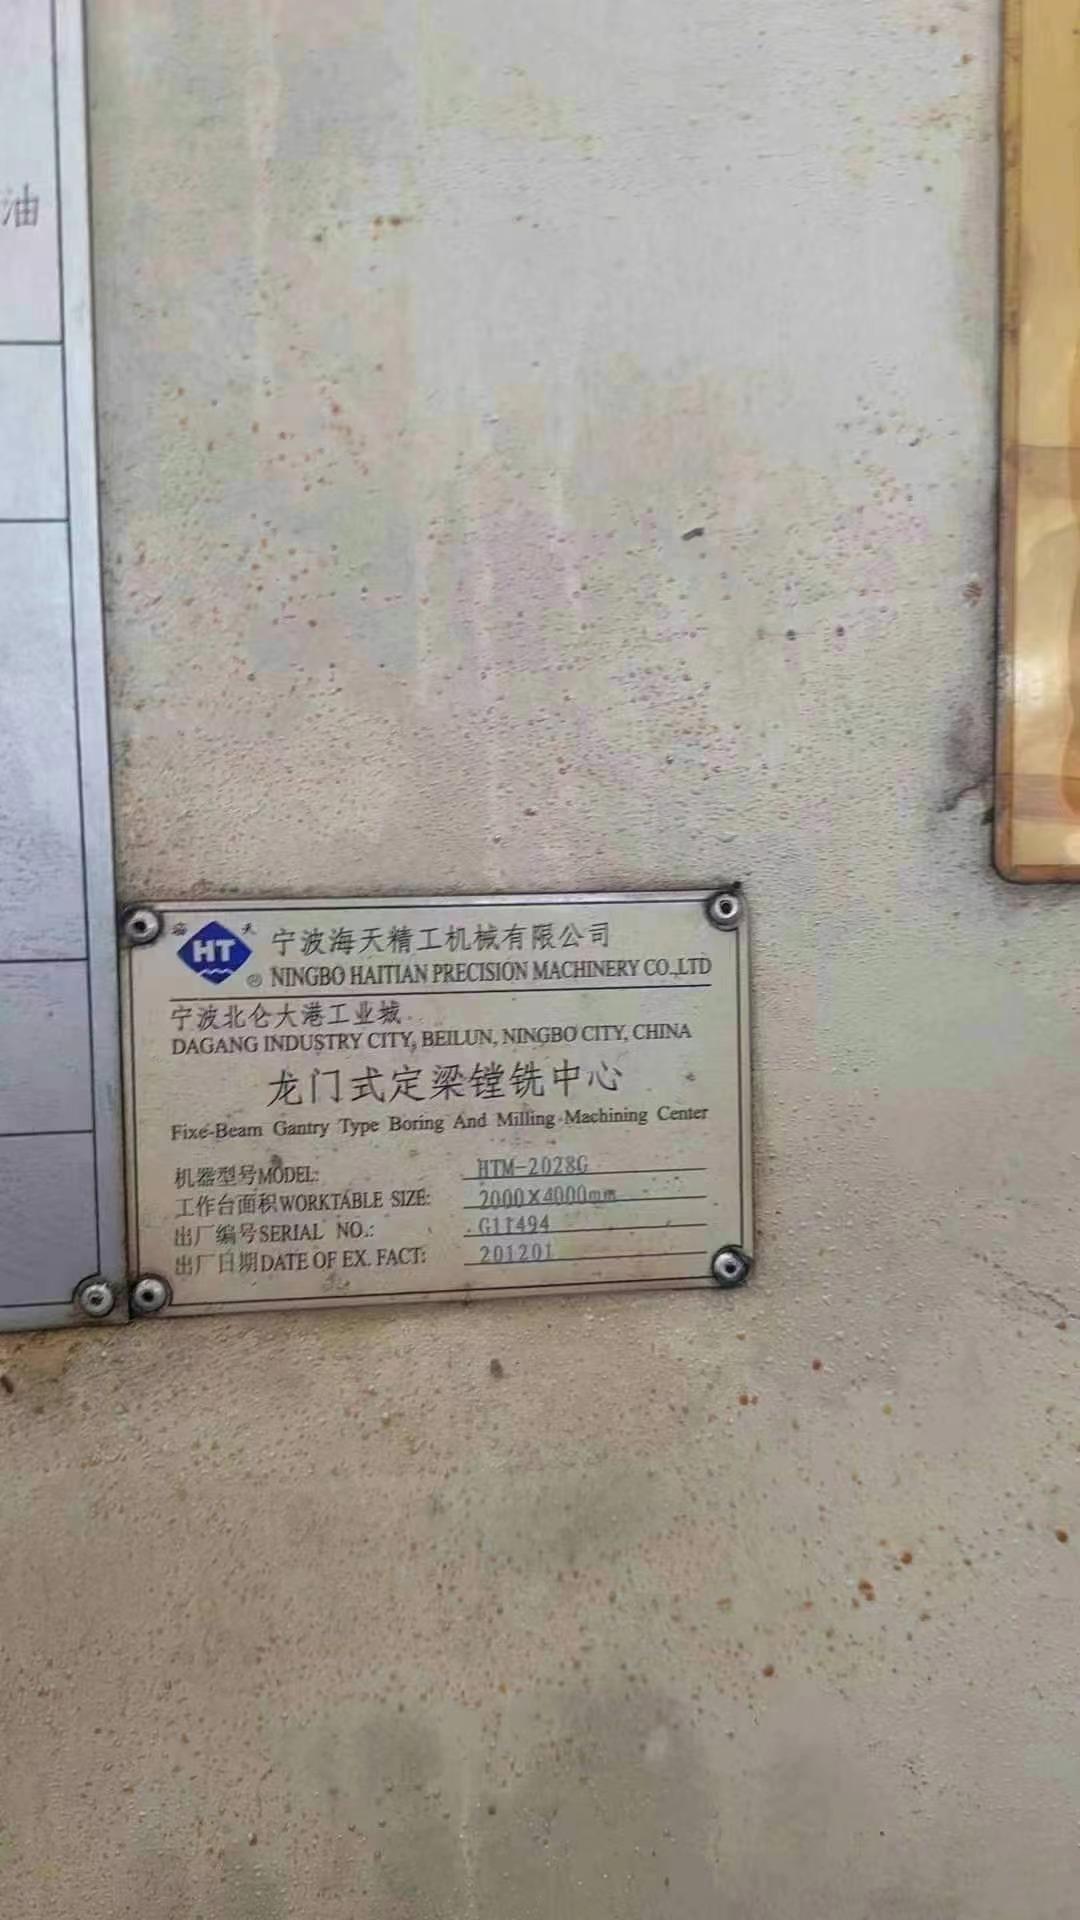 油
海 天
HT
® 宁波海天精工机械有限公司
NINGBO HAITIAN PRECISION MACHINERY CO.,LTD
宁波北仑大港工业城
DAGANG INDUSTRY CITY, BEILUN, NINGBO CITY, CHINA
龙门式定梁镗铣中心
Fixe-Beam Gantry Type Boring And Milling Machining Center
机器型号MODEL: HTM-2028G
工作台面积WORKTABLE SIZE: 2000×4000mm
出厂编号SERIAL NO.: G11494
出厂日期DATE OF EX. FACT: 201201